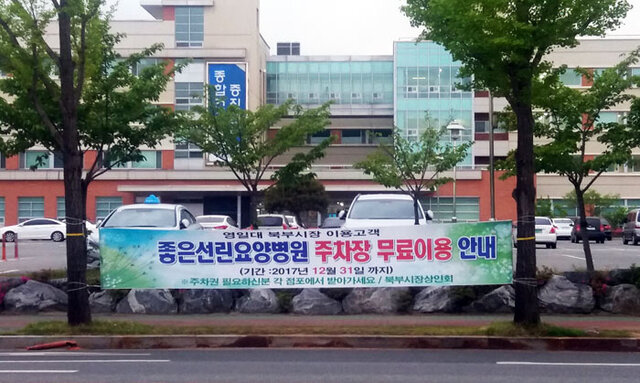 종합
증진
영일대 북부시장 이용고객
좋은선린요양병원 주차장 무료이용 안내
(기간 :2017년 12월 31일 까지)
※주차권 필요하신분 각 점포에서 받아가세요 / 북부시장상인회